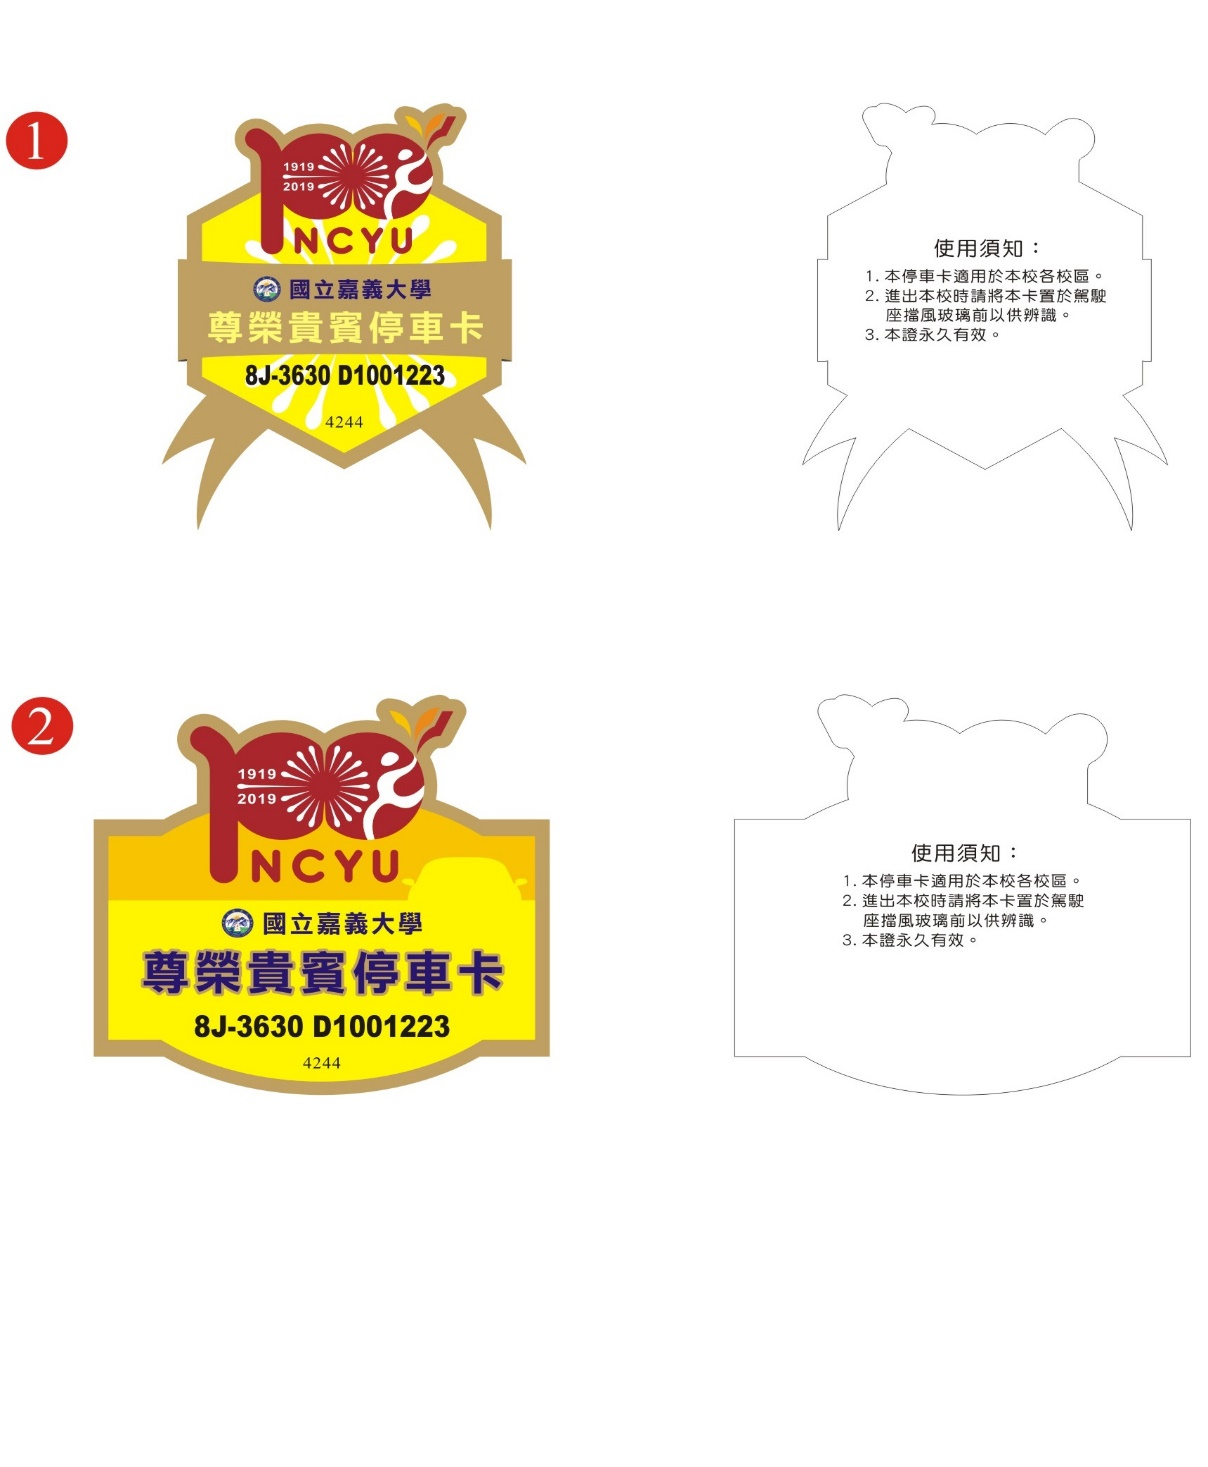 1
1919
2019
NCYU
國立嘉義大學
尊榮貴賓停車卡
8J-3630 D1001223
4244
使用須知：
1. 本停車卡適用於本校各校區。
2. 進出本校時請將本卡置於駕駛
座擋風玻璃前以供辨識。
3. 本證永久有效。
2
1919
2019
NCYU
國立嘉義大學
尊榮貴賓停車卡
8J-3630 D1001223
4244
使用須知：
1. 本停車卡適用於本校各校區。
2. 進出本校時請將本卡置於駕駛
座擋風玻璃前以供辨識。
3. 本證永久有效。